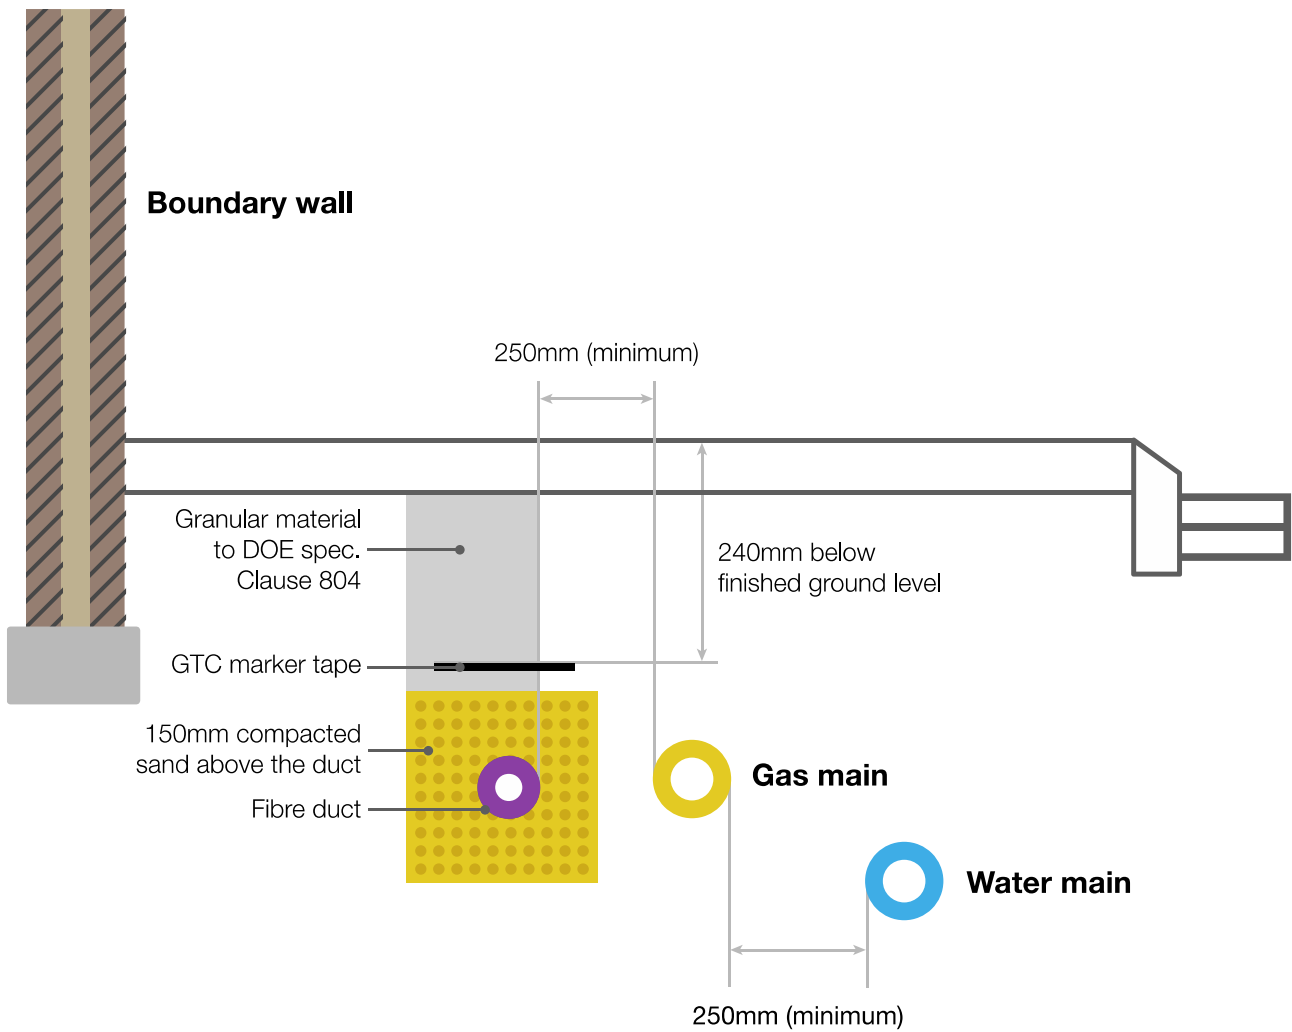 Boundary wall
250mm (minimum)
Granular material
to DOE spec.
Clause 804
240mm below
finished ground level
GTC marker tape
150mm compacted
sand above the duct
Fibre duct
Gas main
Water main
250mm (minimum)